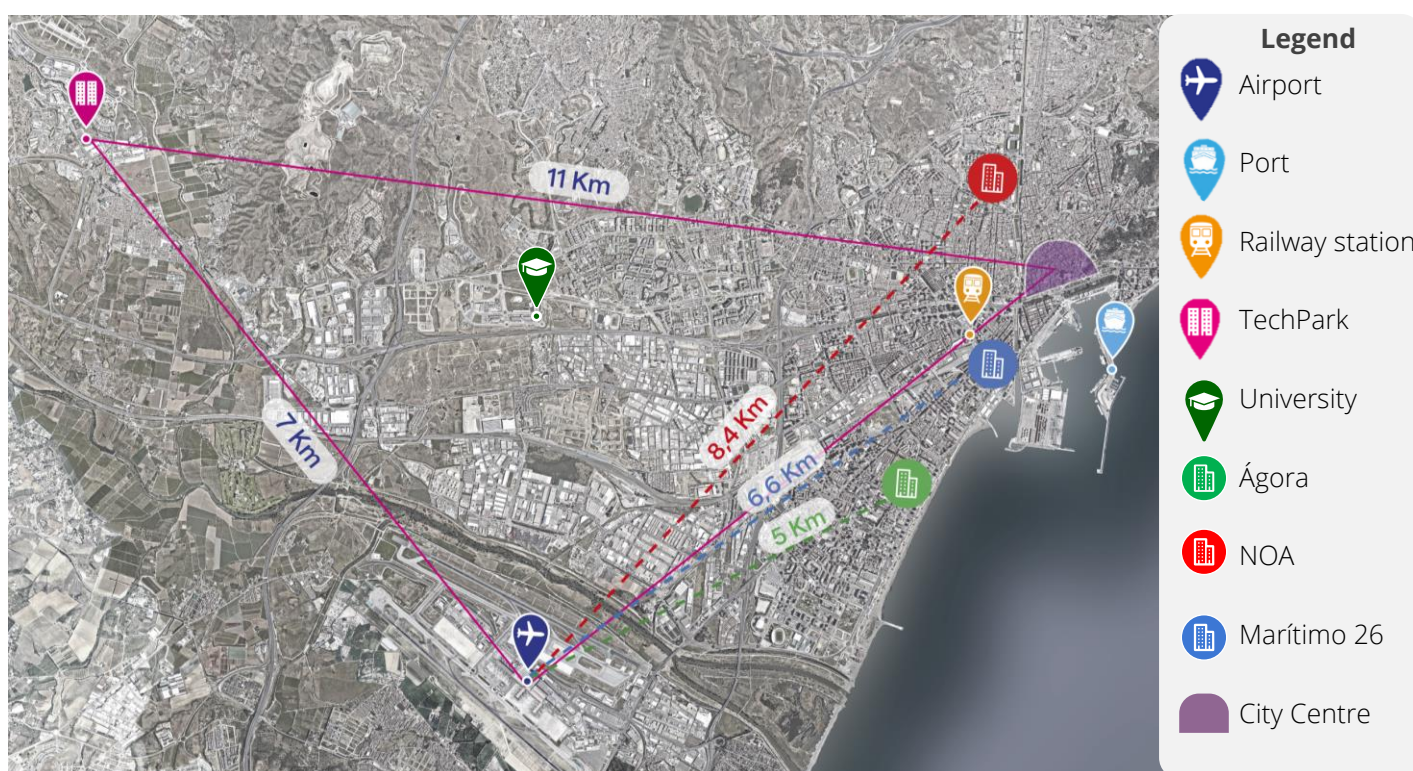 11 Km
7 Km
8,4 Km
6,6 Km
5 Km
Legend
Airport
Port
Railway station
TechPark
University
Ágora
NOA
Marítimo 26
City Centre